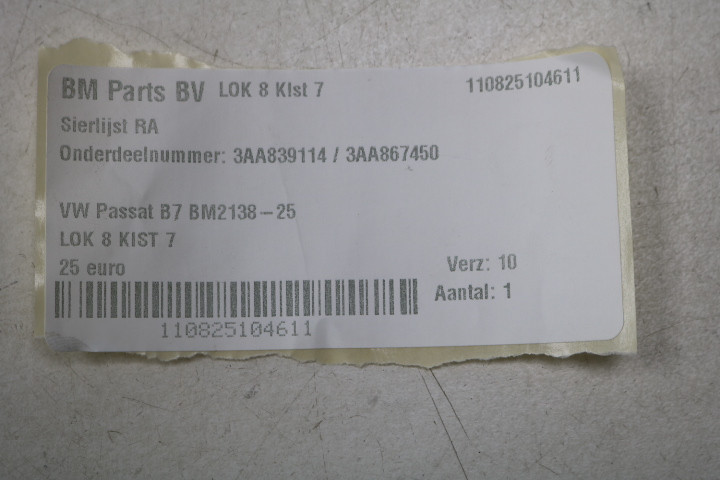 BM Parts BV LOK 8 KIst 7 110825104611
Sierlijst RA
Onderdeelnummer: 3AA839114 / 3AA867450
VW Passat B7 BM2138-25
LOK 8 KIST 7
25 euro Verz: 10
Aantal: 1
110825104611